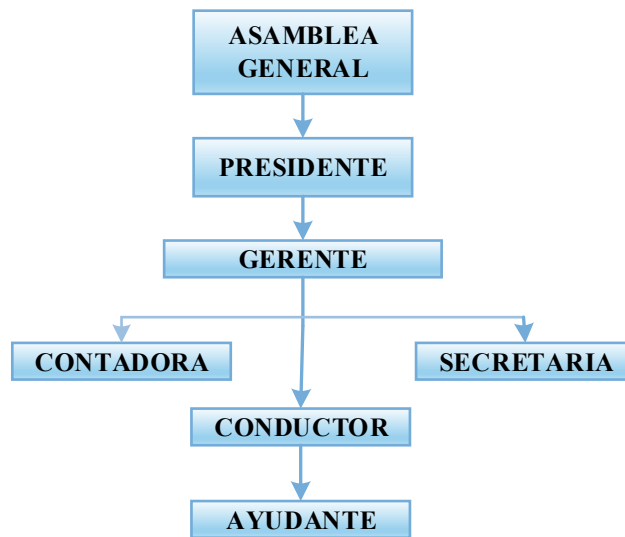 ASAMBLEA
GENERAL
PRESIDENTE
GERENTE
CONTADORA
SECRETARIA
CONDUCTOR
AYUDANTE